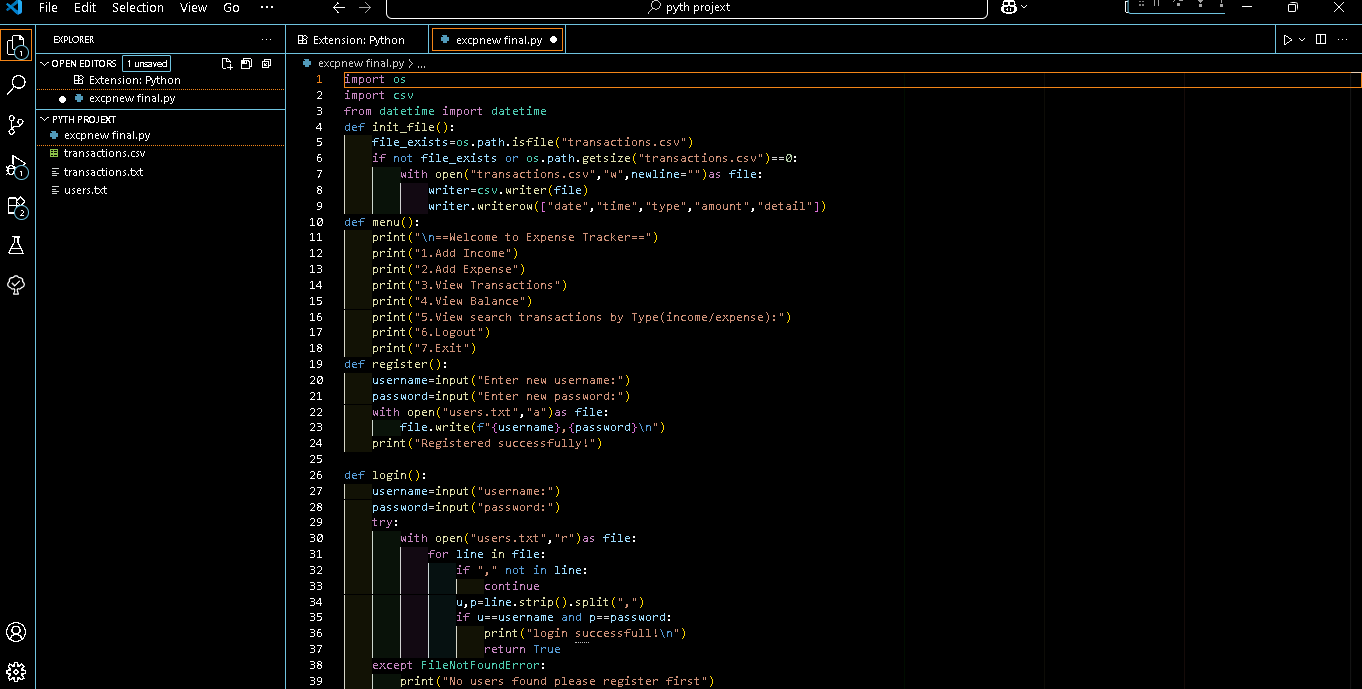 File Edit Selection View Go ··· ← → pyth projext
EXPLORER ···
OPEN EDITORS 1 unsaved
Extension: Python
excpnew final.py
PYTH PROJEKT
excpnew final.py
transactions.csv
transactions.txt
users.txt
1
1
2
Extension: Python excpnew final.py
excpnew final.py > ...
1 import os
2 import csv
3 from datetime import datetime
4 def init_file():
5 file_exists=os.path.isfile("transactions.csv")
6 if not file_exists or os.path.getsize("transactions.csv")==0:
7 with open("transactions.csv","w",newline="")as file:
8 writer=csv.writer(file)
9 writer.writerow(["date","time","type","amount","detail"])
10 def menu():
11 print("\n==Welcome to Expense Tracker==")
12 print("1.Add Income")
13 print("2.Add Expense")
14 print("3.View Transactions")
15 print("4.View Balance")
16 print("5.View search transactions by Type(income/expense):")
17 print("6.Logout")
18 print("7.Exit")
19 def register():
20 username=input("Enter new username:")
21 password=input("Enter new password:")
22 with open("users.txt","a")as file:
23 file.write(f"{username},{password}\n")
24 print("Registered successfully!")
25
26 def login():
27 username=input("username:")
28 password=input("password:")
29 try:
30 with open("users.txt","r")as file:
31 for line in file:
32 if "," not in line:
33 continue
34 u,p=line.strip().split(",")
35 if u==username and p==password:
36 print("login successfull!\n")
37 return True
38 except FileNotFoundError:
39 print("No users found please register first")